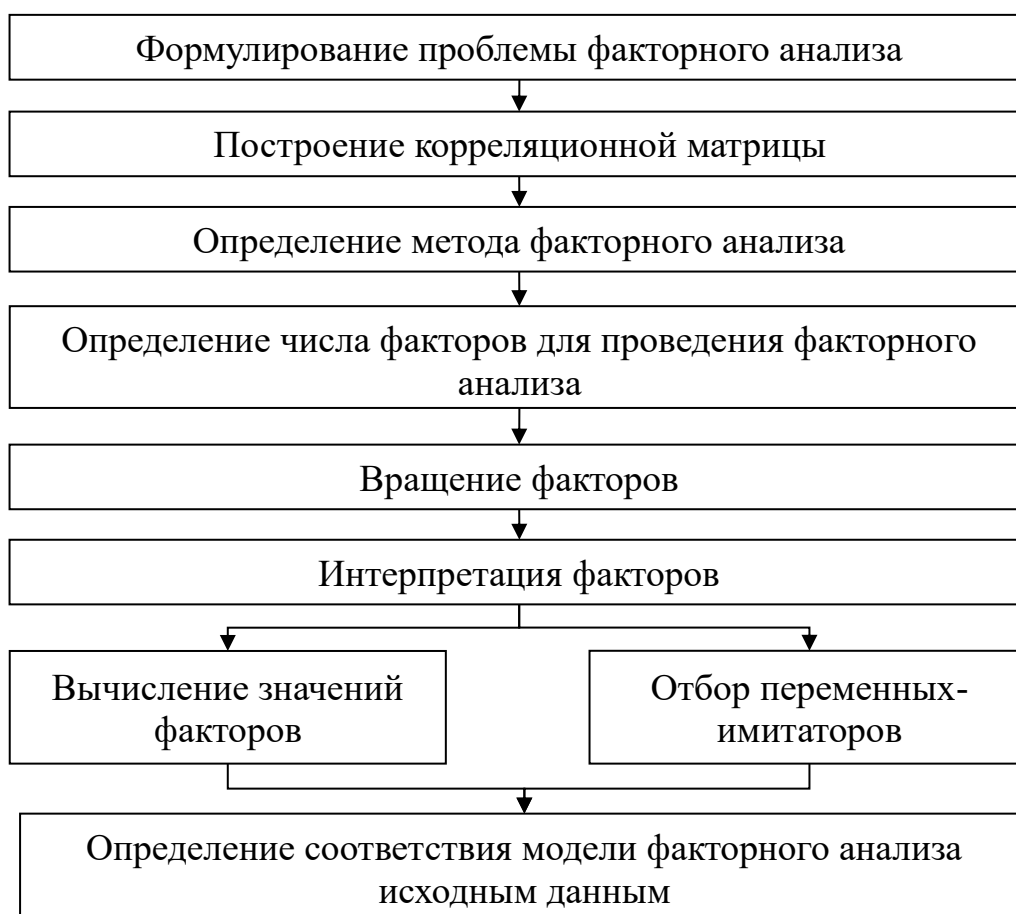 Формулирование проблемы факторного анализа
Построение корреляционной матрицы
Определение метода факторного анализа
Определение числа факторов для проведения факторного
анализа
Вращение факторов
Интерпретация факторов
Вычисление значений
факторов
Отбор переменных-
имитаторов
Определение соответствия модели факторного анализа
исходным данным